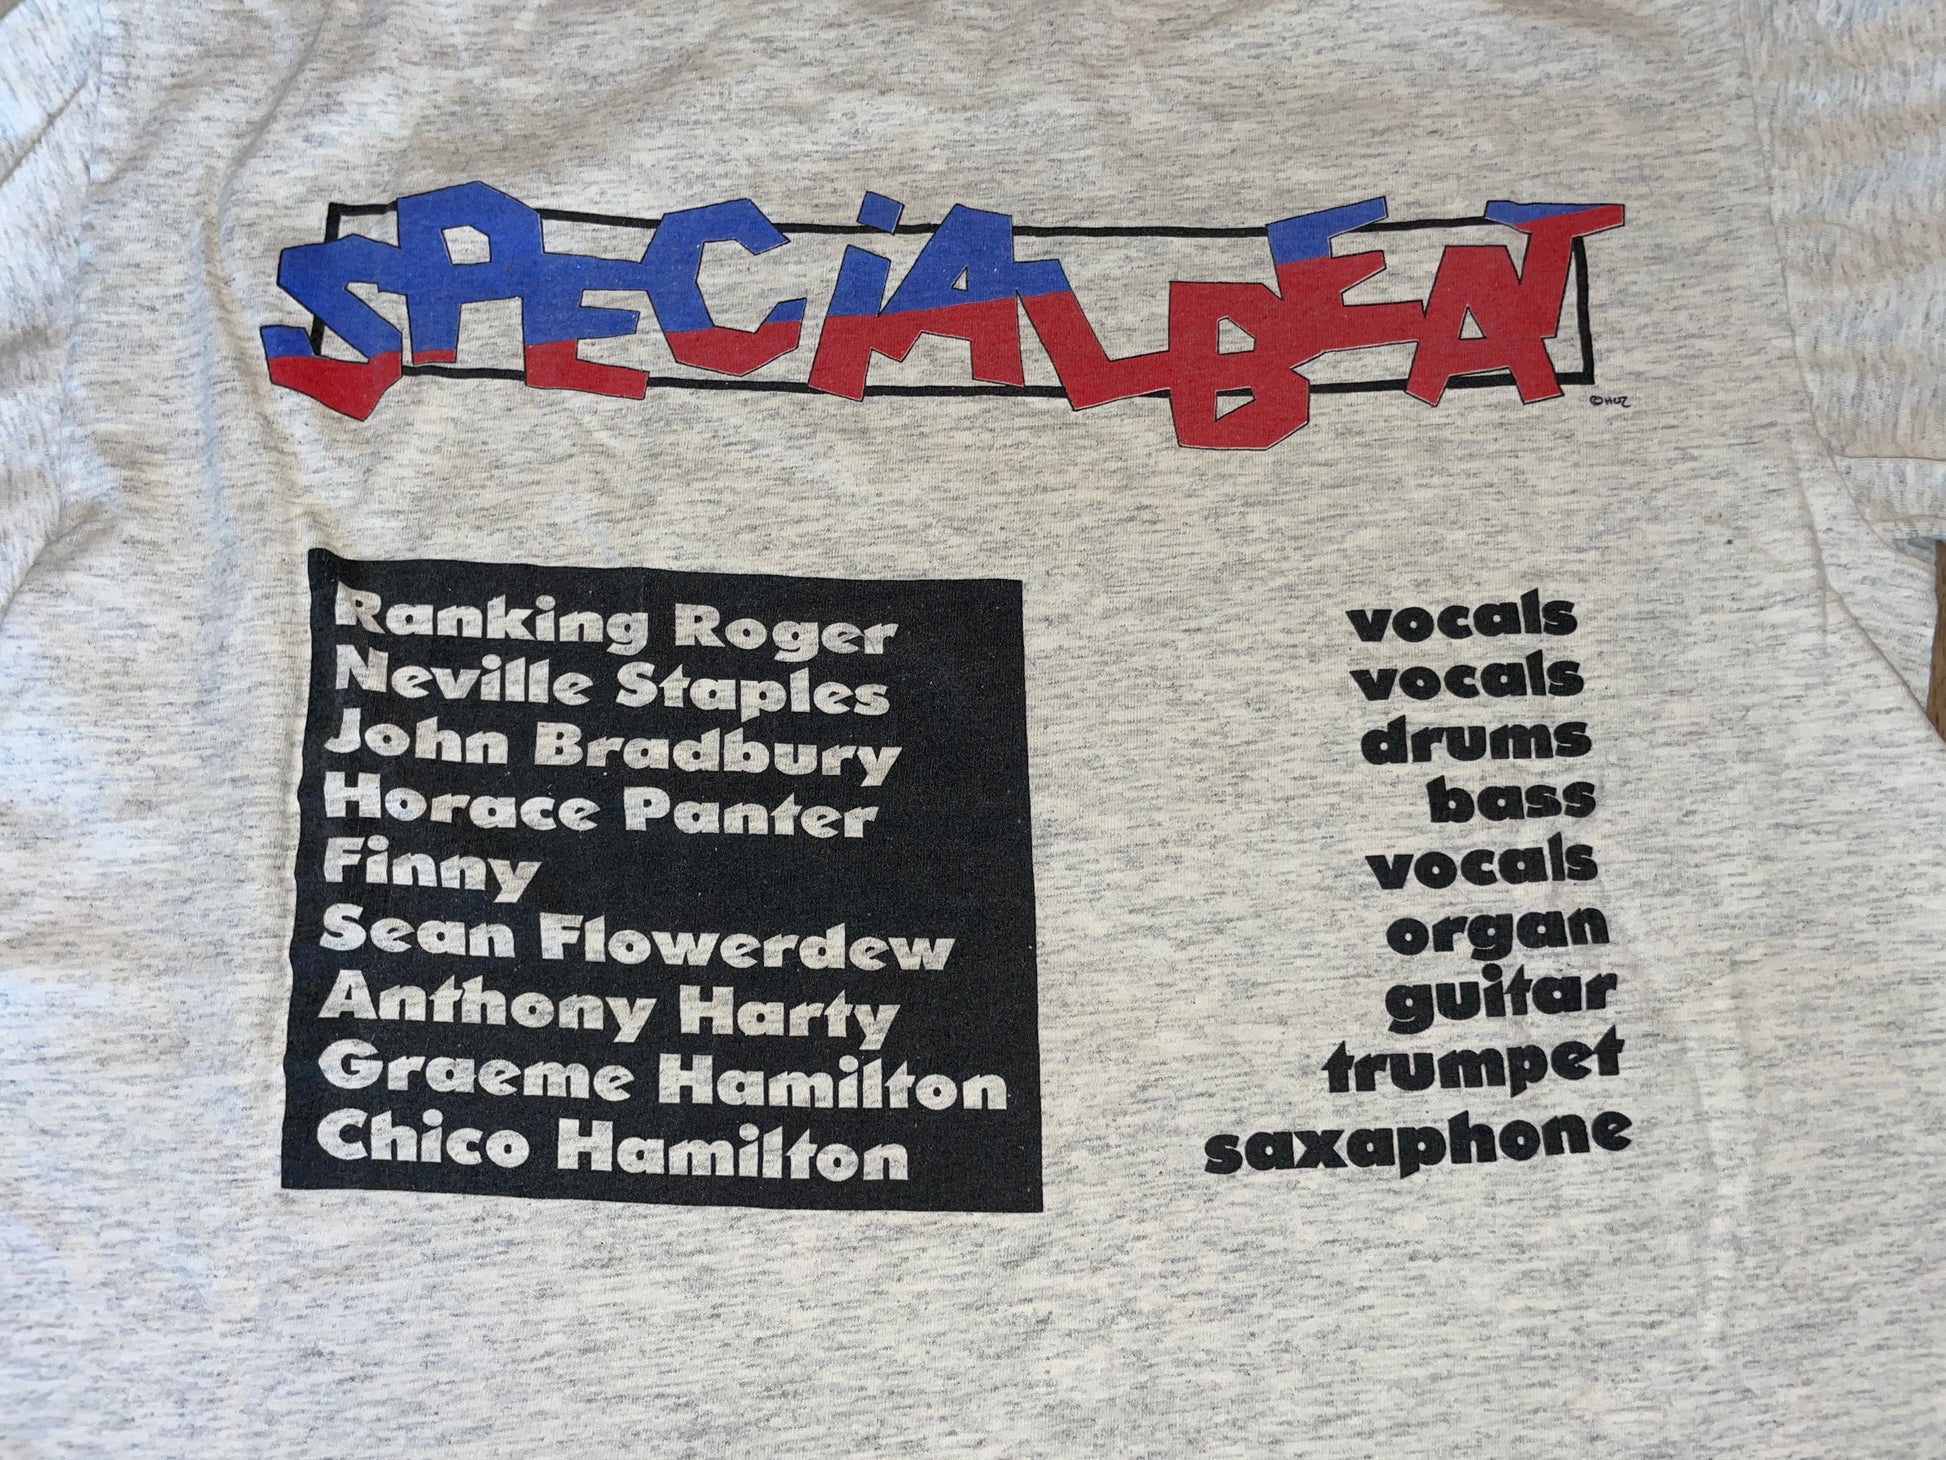 SPECiALBEAT
©HUZ
Ranking Roger vocals
Neville Staples vocals
John Bradbury drums
Horace Panter bass
Finny vocals
Sean Flowerdew organ
Anthony Harty guitar
Graeme Hamilton trumpet
Chico Hamilton saxaphone